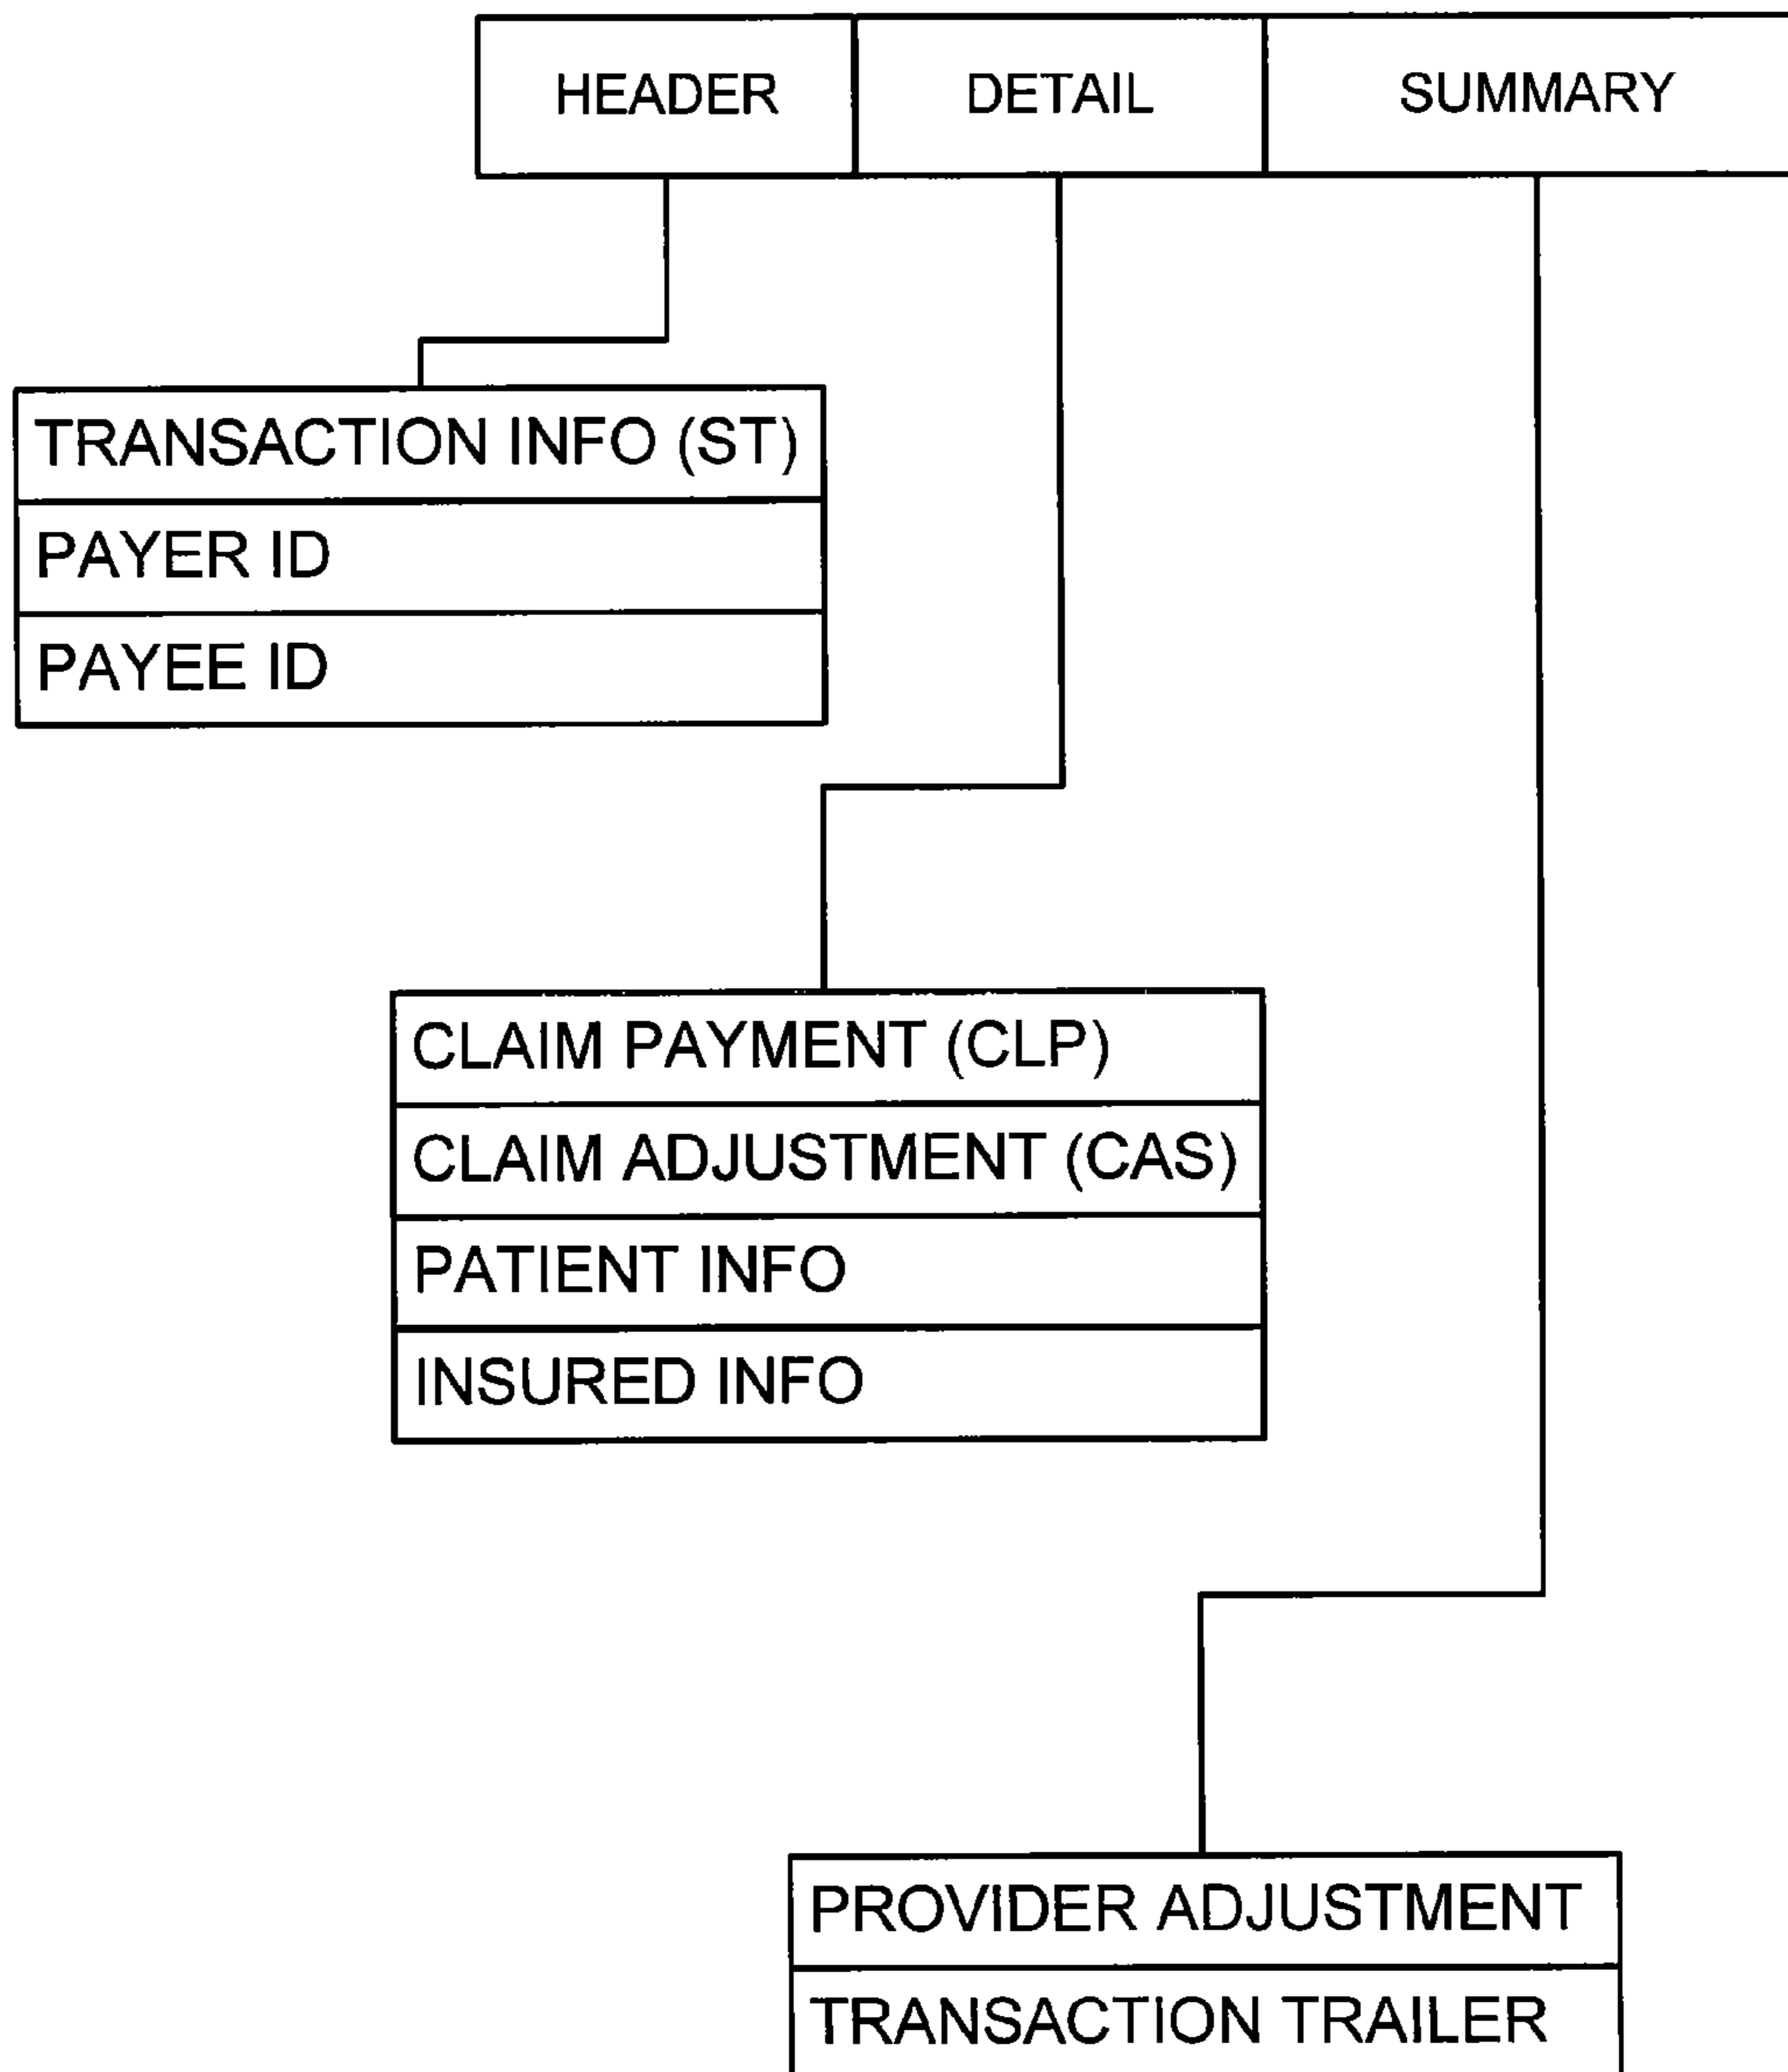 HEADER DETAIL SUMMARY
TRANSACTION INFO (ST)
PAYER ID
PAYEE ID
CLAIM PAYMENT (CLP)
CLAIM ADJUSTMENT (CAS)
PATIENT INFO
INSURED INFO
PROVIDER ADJUSTMENT
TRANSACTION TRAILER